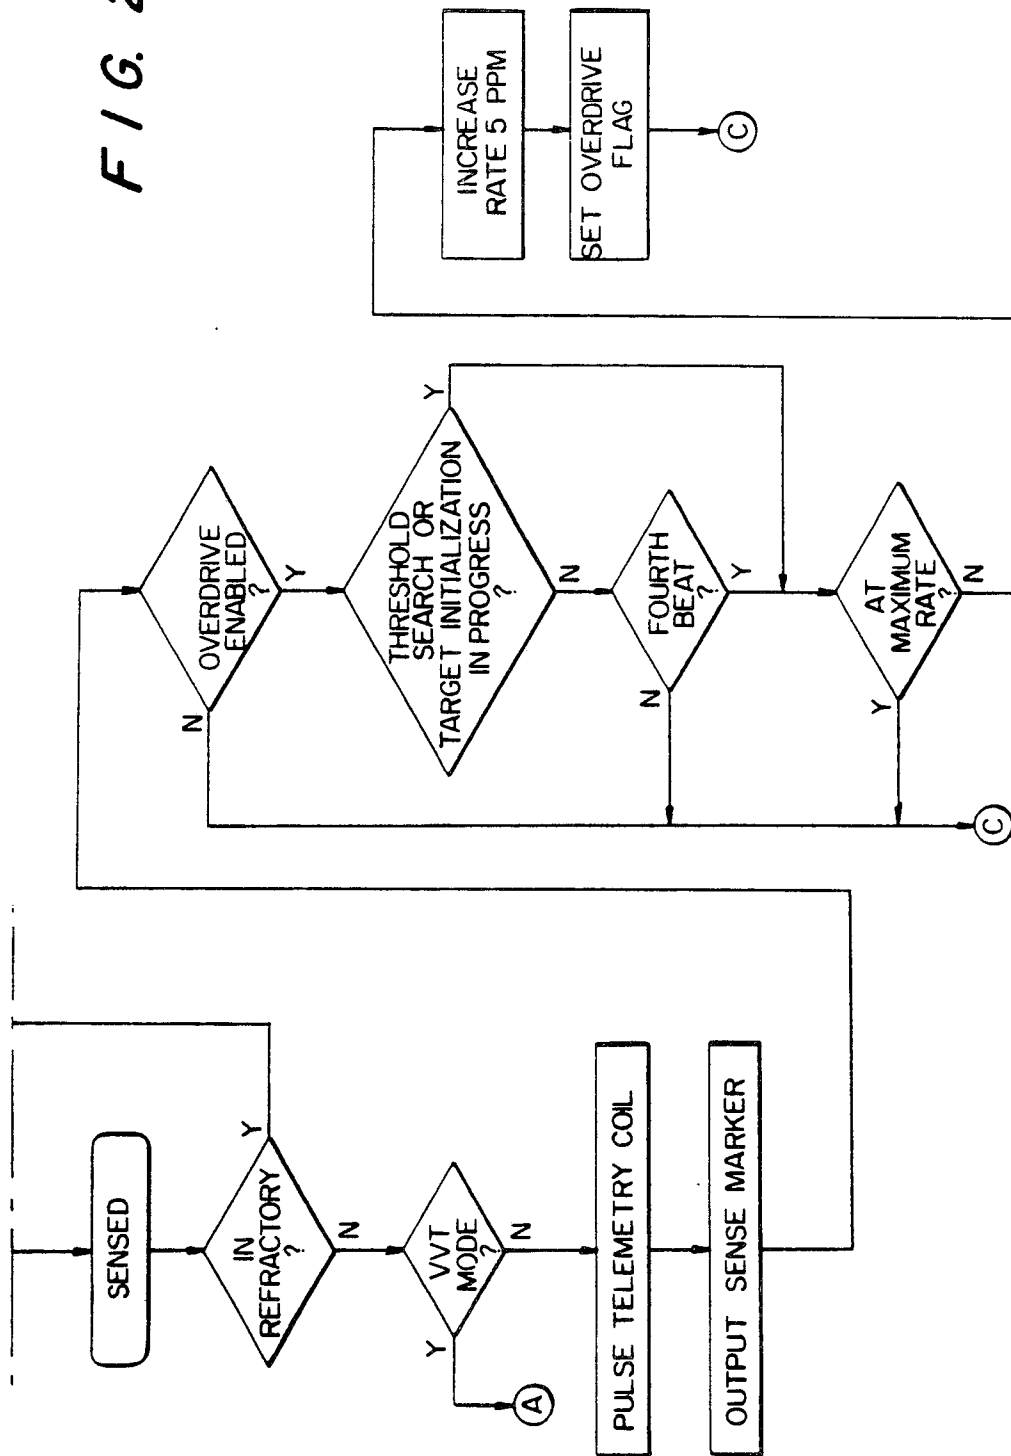 FIG. 2
SENSED
IN
REFRACTORY
?
Y
N
VVT
MODE
?
Y
N
A
PULSE TELEMETRY COIL
OUTPUT SENSE MARKER
OVERDRIVE
ENABLED
?
N
Y
THRESHOLD
SEARCH OR
TARGET INITIALIZATION
IN PROGRESS
?
Y
N
FOURTH
BEAT
?
N
Y
AT
MAXIMUM
RATE
?
Y
N
C
INCREASE
RATE 5 PPM
SET OVERDRIVE
FLAG
C